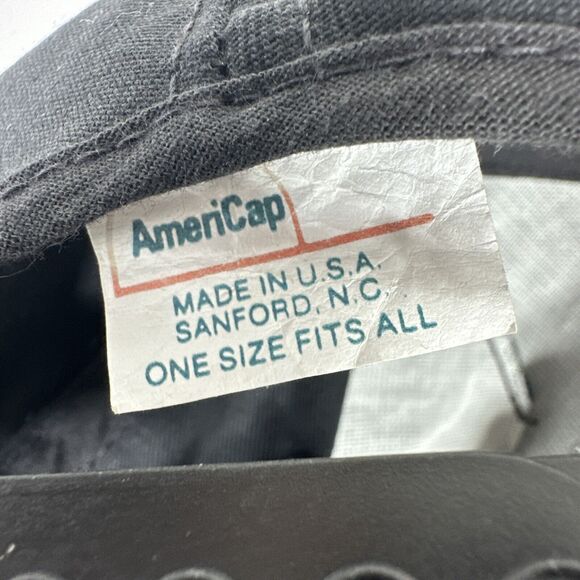 AmeriCap
MADE IN U.S.A.
SANFORD, N.C.
ONE SIZE FITS ALL